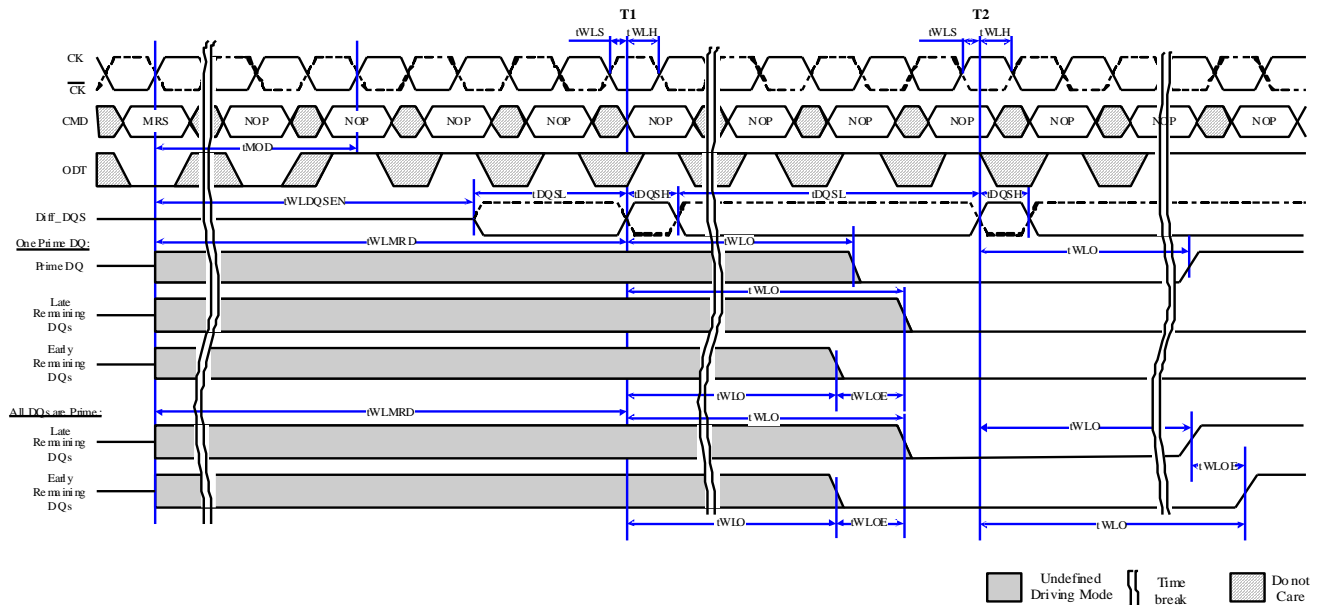 T1 T2
tWLS tWLH tWLS tWLH
CK
CK
CMD MRS NOP NOP NOP NOP NOP NOP NOP NOP NOP NOP NOP
tMOD
ODT
tWLDQSEN tDQSL tDQSH tDQSL tDQSH
Diff_DQS
One Prime DQ:
tWLMRD tWLO tWLO
Prime DQ
tWLO
Late
Remaining
DQs
Early
Remaining
DQs
tWLO tWLOE
All DQs are Prime:
tWLMRD tWLO tWLO
Late
Remaining
DQs
tWLOE
Early
Remaining
DQs
tWLO tWLOE tWLO
Undefined
Driving Mode
Time
break
Do not
Care